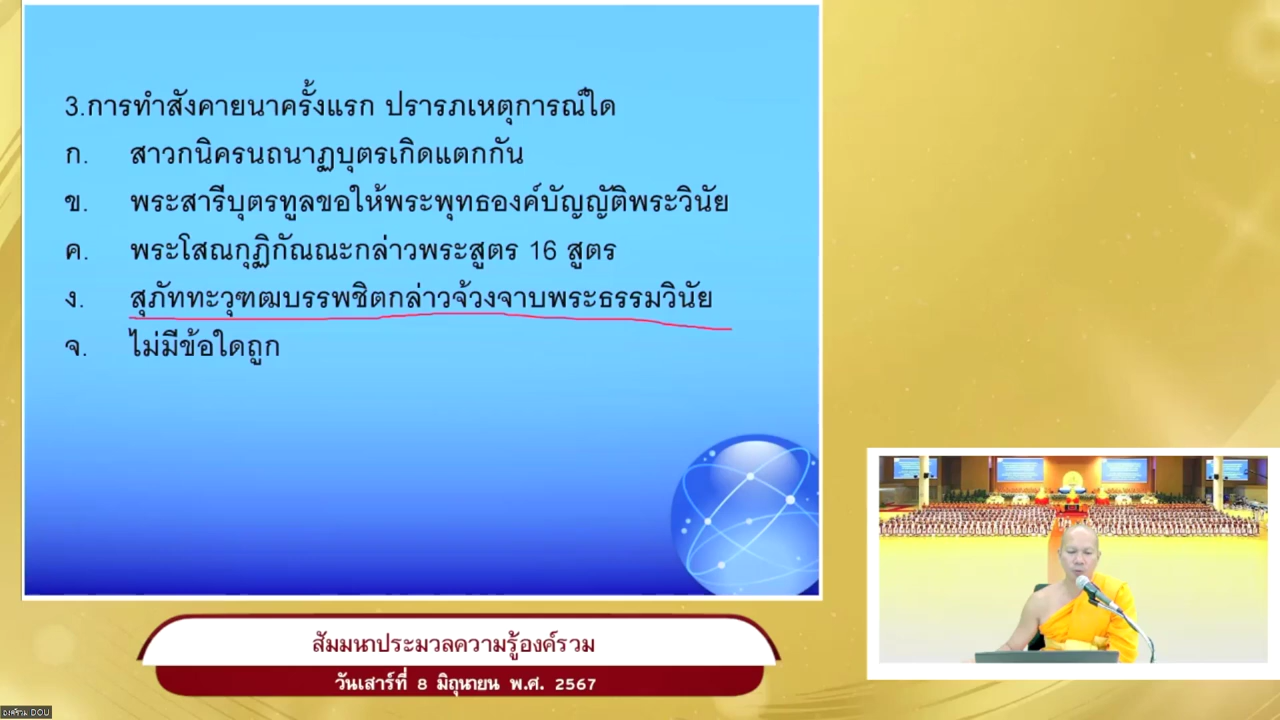 3.การทำสังคายนาครั้งแรก ปรารภเหตุการณ์ใด
ก. สาวกนิครนถนาฏบุตรเกิดแตกกัน
ข. พระสารีบุตรทูลขอให้พระพุทธองค์บัญญัติพระวินัย
ค. พระโสณกุฏิกัณณะกล่าวพระสูตร 16 สูตร
ง. สุภัททะวุฑฒบรรพชิตกล่าวจ้วงจาบพระธรรมวินัย
จ. ไม่มีข้อใดถูก
สัมมนาประมวลความรู้องค์รวม
วันเสาร์ที่ 8 มิถุนายน พ.ศ. 2567
องค์รวม DOU